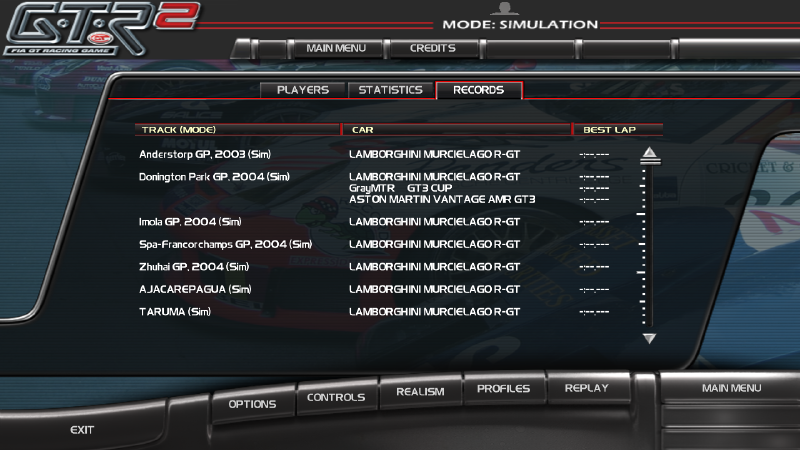 GTR2
FIA GT RACING GAME
MODE: SIMULATION
MAIN MENU CREDITS
PLAYERS STATISTICS RECORDS
TRACK (MODE) CAR BEST LAP
Anderstorp GP, 2003 (Sim) LAMBORGHINI MURCIELAGO R-GT -:--.---
Donington Park GP, 2004 (Sim) LAMBORGHINI MURCIELAGO R-GT -:--.---
GrayMTR GT3 CUP -:--.---
ASTON MARTIN VANTAGE AMR GT3 -:--.---
Imola GP, 2004 (Sim) LAMBORGHINI MURCIELAGO R-GT -:--.---
Spa-Francorchamps GP, 2004 (Sim) LAMBORGHINI MURCIELAGO R-GT -:--.---
Zhuhai GP, 2004 (Sim) LAMBORGHINI MURCIELAGO R-GT -:--.---
AJACAREPAGUA (Sim) LAMBORGHINI MURCIELAGO R-GT -:--.---
TARUMA (Sim) LAMBORGHINI MURCIELAGO R-GT -:--.---
EXIT OPTIONS CONTROLS REALISM PROFILES REPLAY MAIN MENU